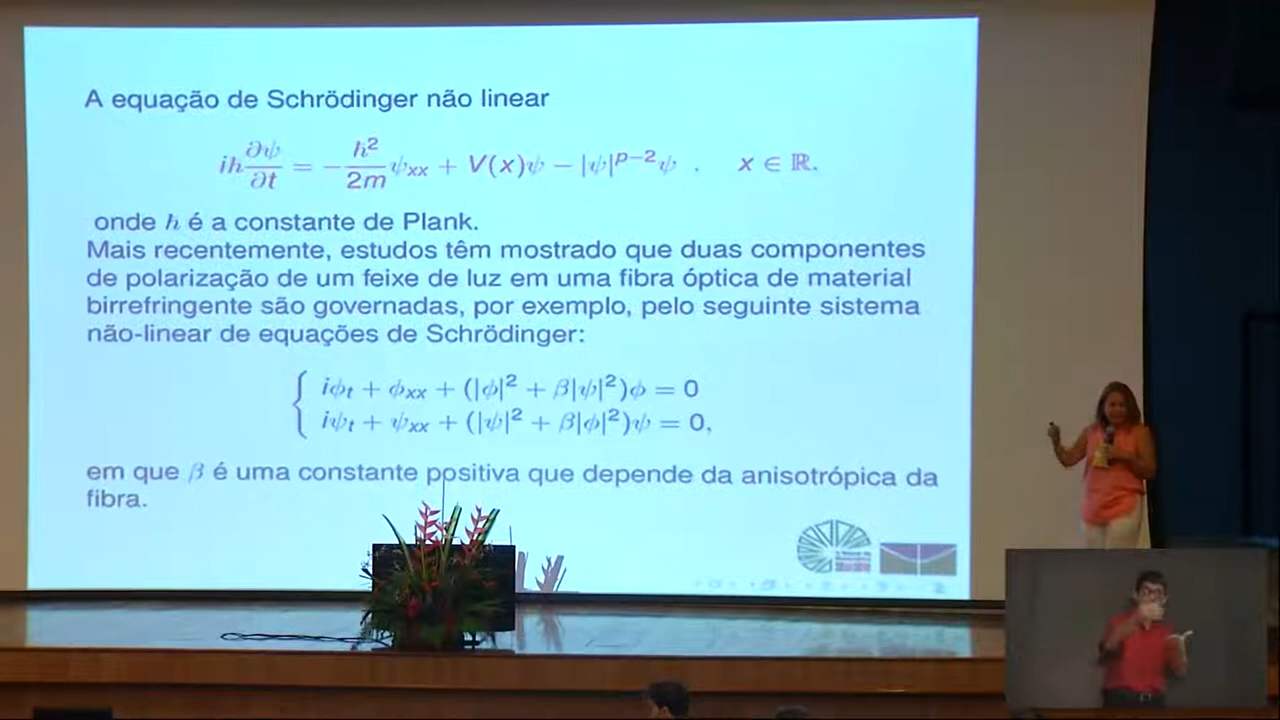 A equação de Schrödinger não linear
iħ ∂ψ/∂t = −ħ²/2m ψxx + V(x)ψ − |ψ|^{p−2}ψ . x ∈ ℝ.
onde ħ é a constante de Plank.
Mais recentemente, estudos têm mostrado que duas componentes
de polarização de um feixe de luz em uma fibra óptica de material
birrefringente são governadas, por exemplo, pelo seguinte sistema
não-linear de equações de Schrödinger:
iϕt + ϕxx + (|ϕ|² + β|ψ|²)ϕ = 0
iψt + ψxx + (|ψ|² + β|ϕ|²)ψ = 0,
em que β é uma constante positiva que depende da anisotrópica da
fibra.